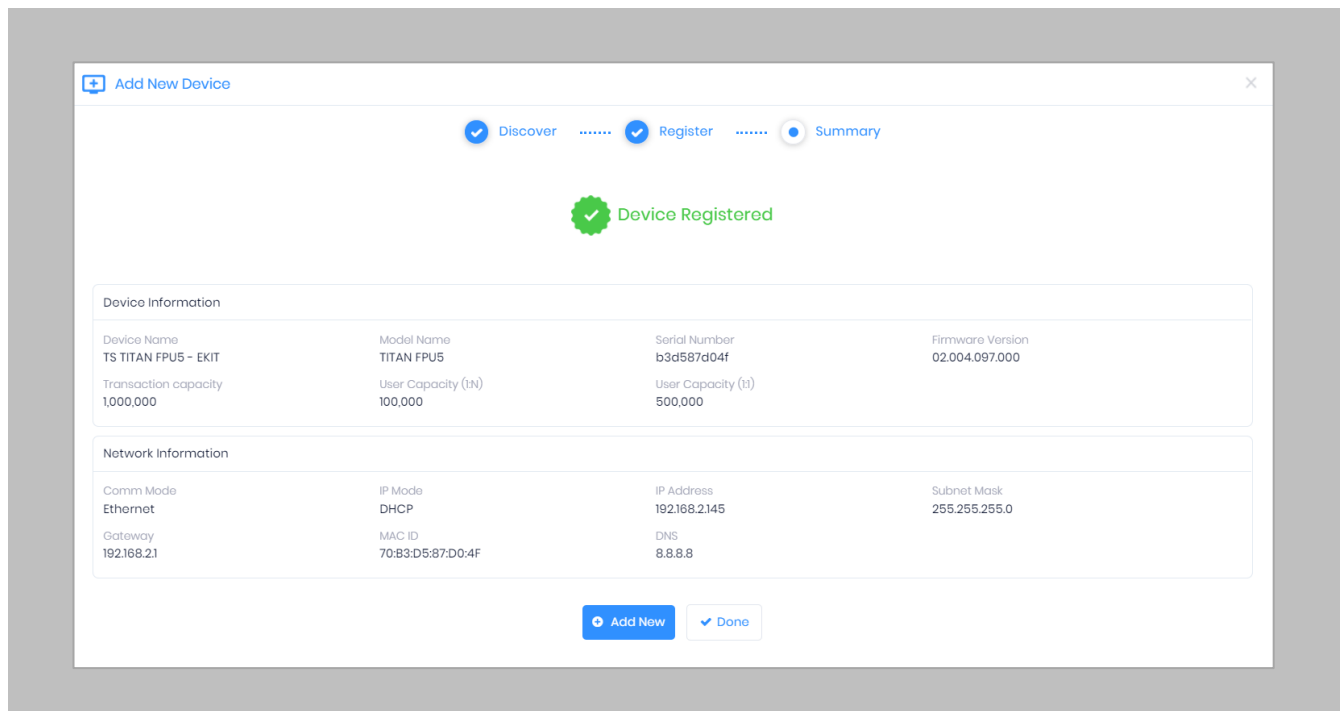 Add New Device
Discover Register Summary
Device Registered
Device Information
Device Name Model Name Serial Number Firmware Version
TS TITAN FPU5 - EKIT TITAN FPU5 b3d587d04f 02.004.097.000
Transaction capacity User Capacity (1:N) User Capacity (1:1)
1,000,000 100,000 500,000
Network Information
Comm Mode IP Mode IP Address Subnet Mask
Ethernet DHCP 192.168.2.145 255.255.255.0
Gateway MAC ID DNS
192.168.2.1 70:B3:D5:87:D0:4F 8.8.8.8
Add New Done